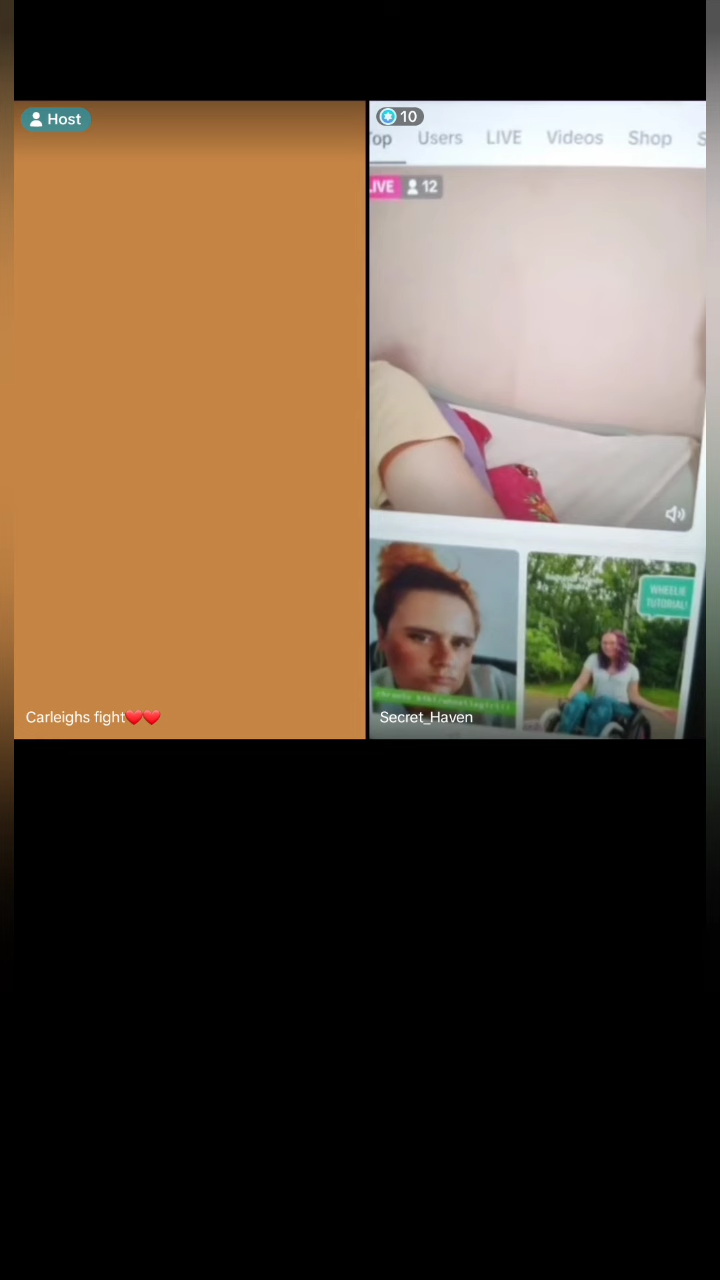 Host
10
Top Users LIVE Videos Shop S
LIVE 12
WHEELIE
TUTORIAL!
Carleighs fight❤️❤️
Secret_Haven